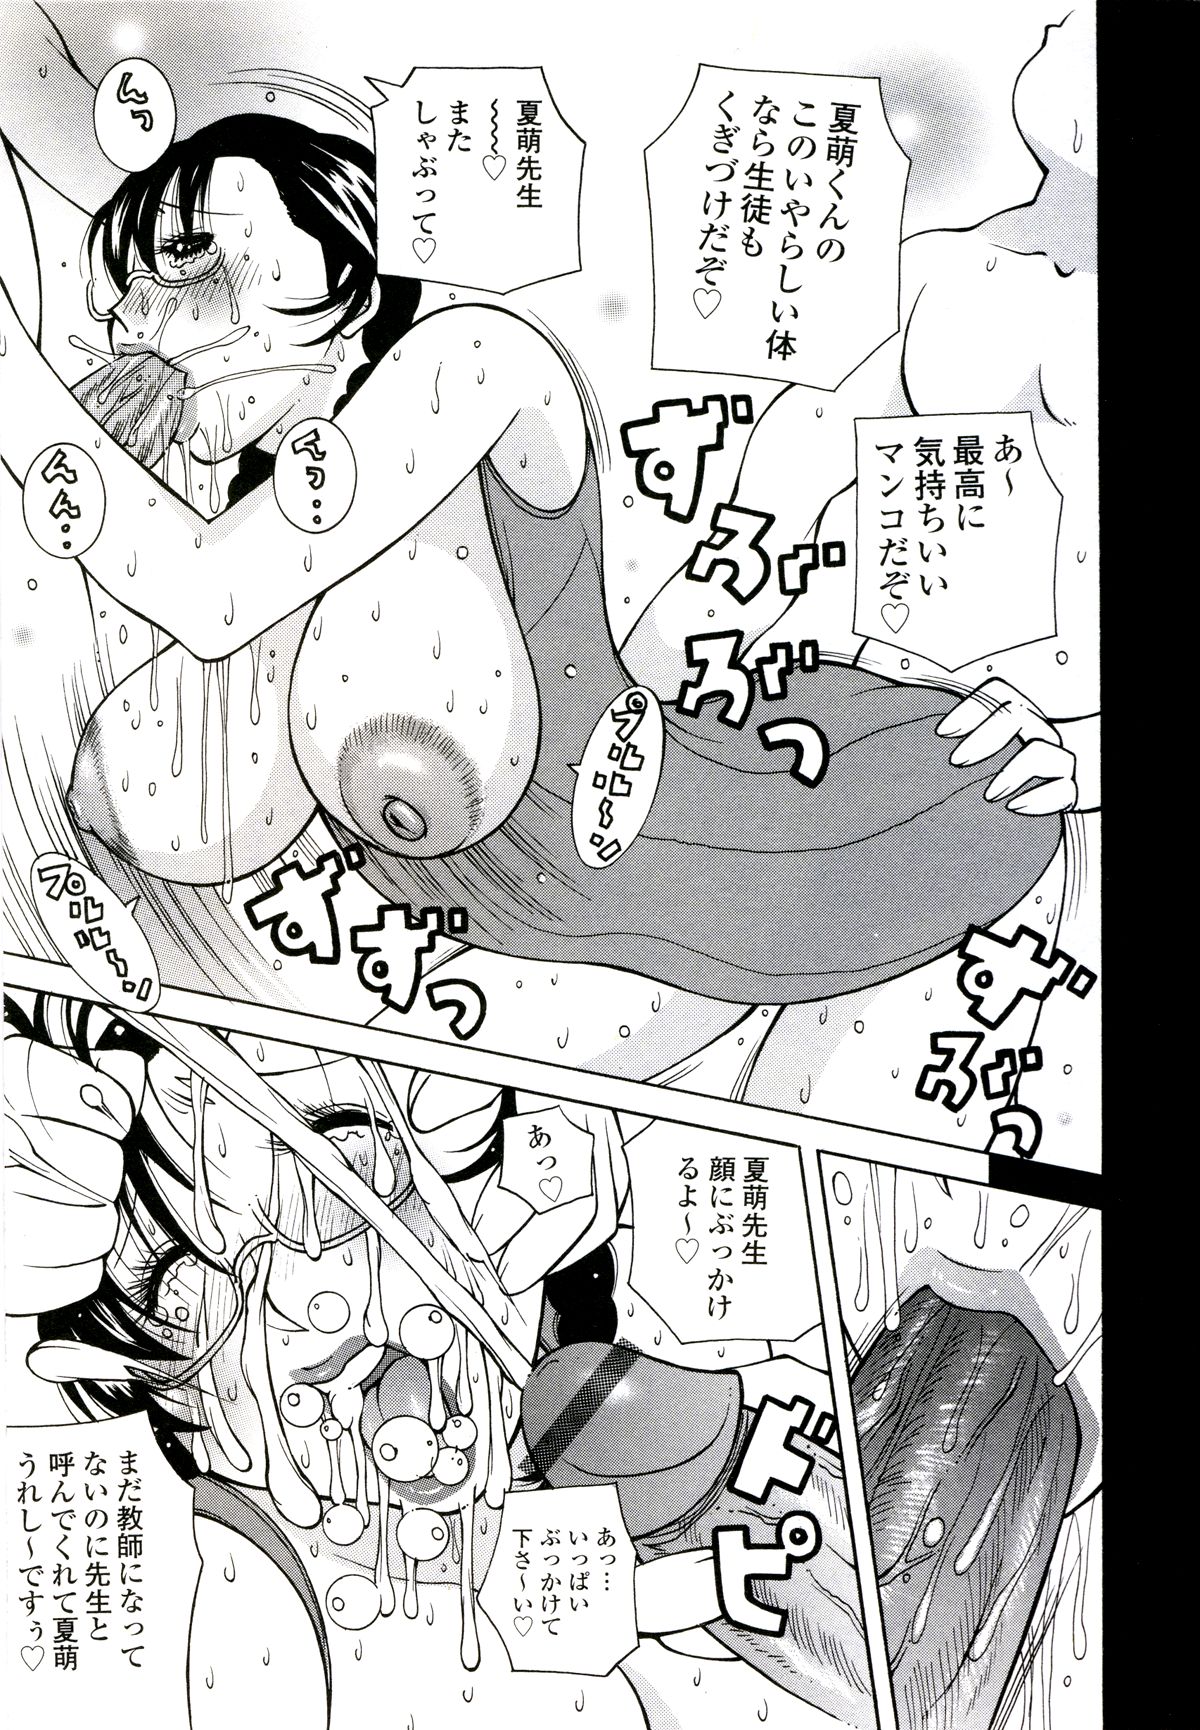 夏萌くんの
このいやらしい体
なら生徒も
くぎづけだぞ♡
夏萌先生
〜〜〜♡
また
しゃぶって♡
んっ
んっ‥
んん‥
あ〜
最高に
気持ちいい
マンコだぞ♡
ずぶっ
ずぶっ
プルル〜ン
プルル〜ン
ずずっ
ずぶっ
夏萌先生
顔にぶっかけ
るよ〜♡
あっ♡
ドピ
あっ…
いっぱい
ぶっかけて
下さ〜い♡
まだ教師になって
ないのに先生と
呼んでくれて夏萌
うれし〜ですぅ♡